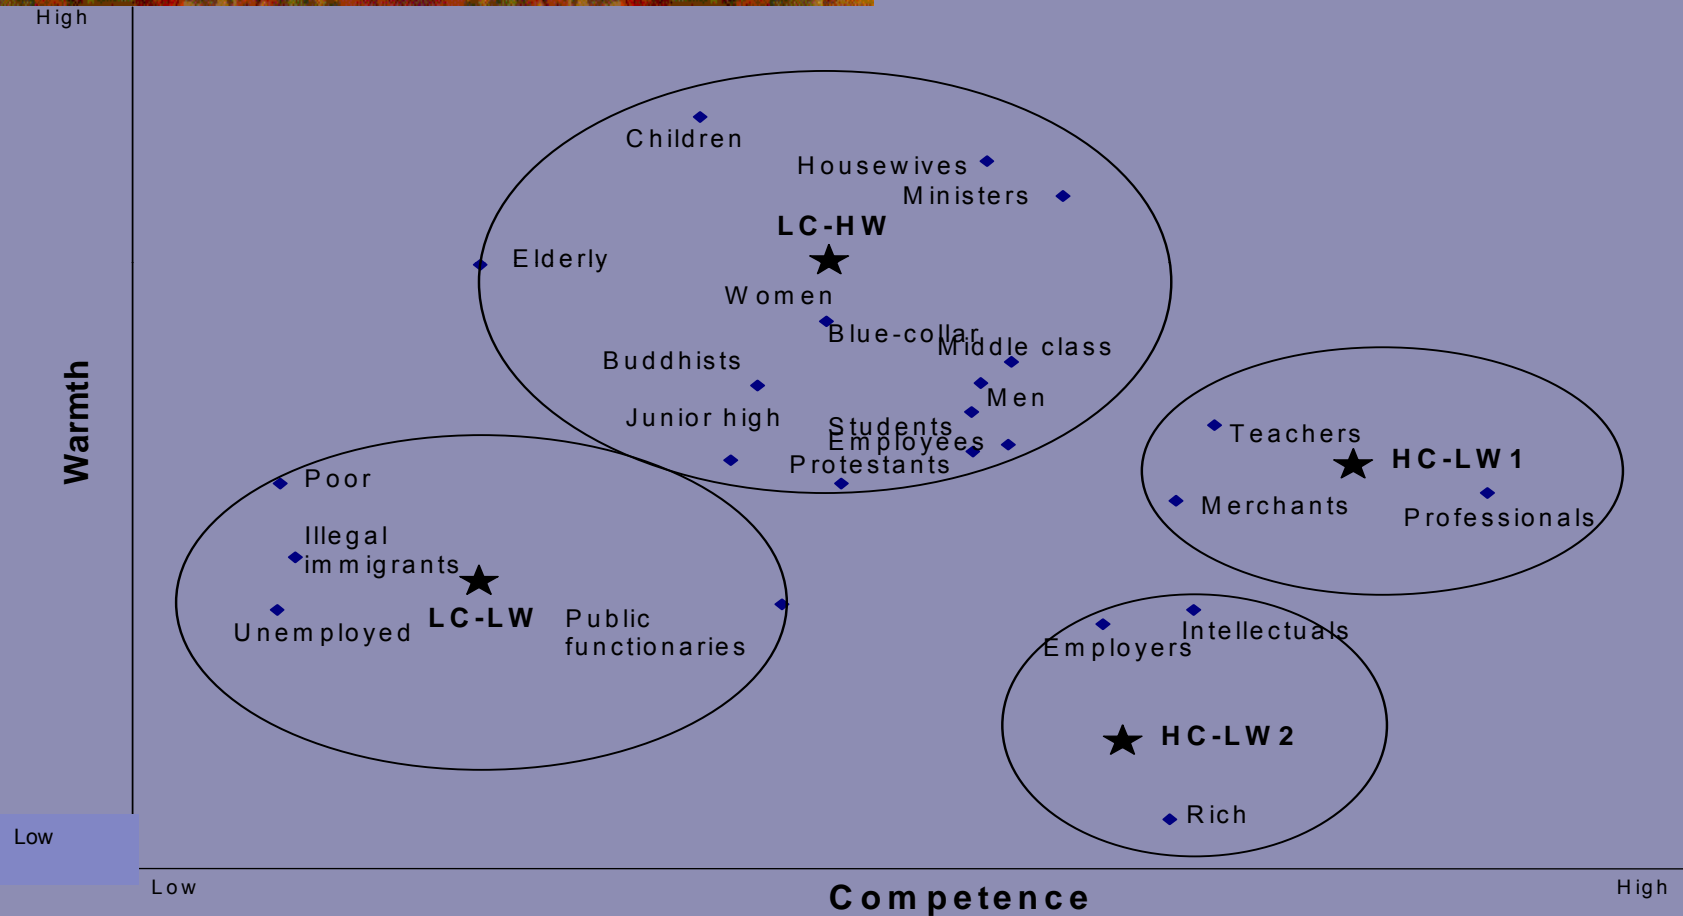 High
Children
Housewives
Ministers
LC-HW
Elderly
Women
Blue-collar
Middle class
Buddhists
Men
Junior high
Students
Employees
Protestants
Teachers
HC-LW1
Merchants
Professionals
Warmth
Poor
Illegal
immigrants
LC-LW
Unemployed
Public
functionaries
Intellectuals
Employers
HC-LW2
Rich
Low
Low
Competence
High